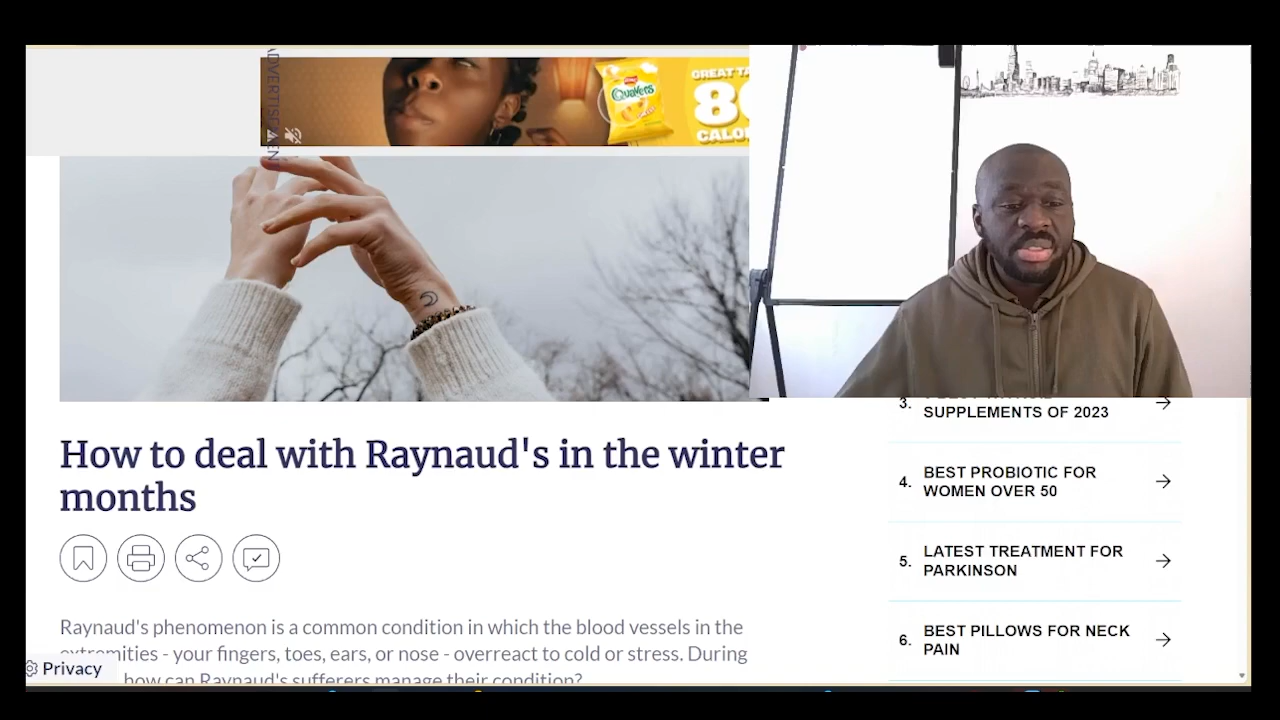 Quavers
GREAT TA
8
CALO
How to deal with Raynaud's in the winter
months
Raynaud's phenomenon is a common condition in which the blood vessels in the
extremities - your fingers, toes, ears, or nose - overreact to cold or stress. During
how can Raynaud's sufferers manage their condition?
Privacy
3.
SUPPLEMENTS OF 2023
4. BEST PROBIOTIC FOR
WOMEN OVER 50
5. LATEST TREATMENT FOR
PARKINSON
6. BEST PILLOWS FOR NECK
PAIN